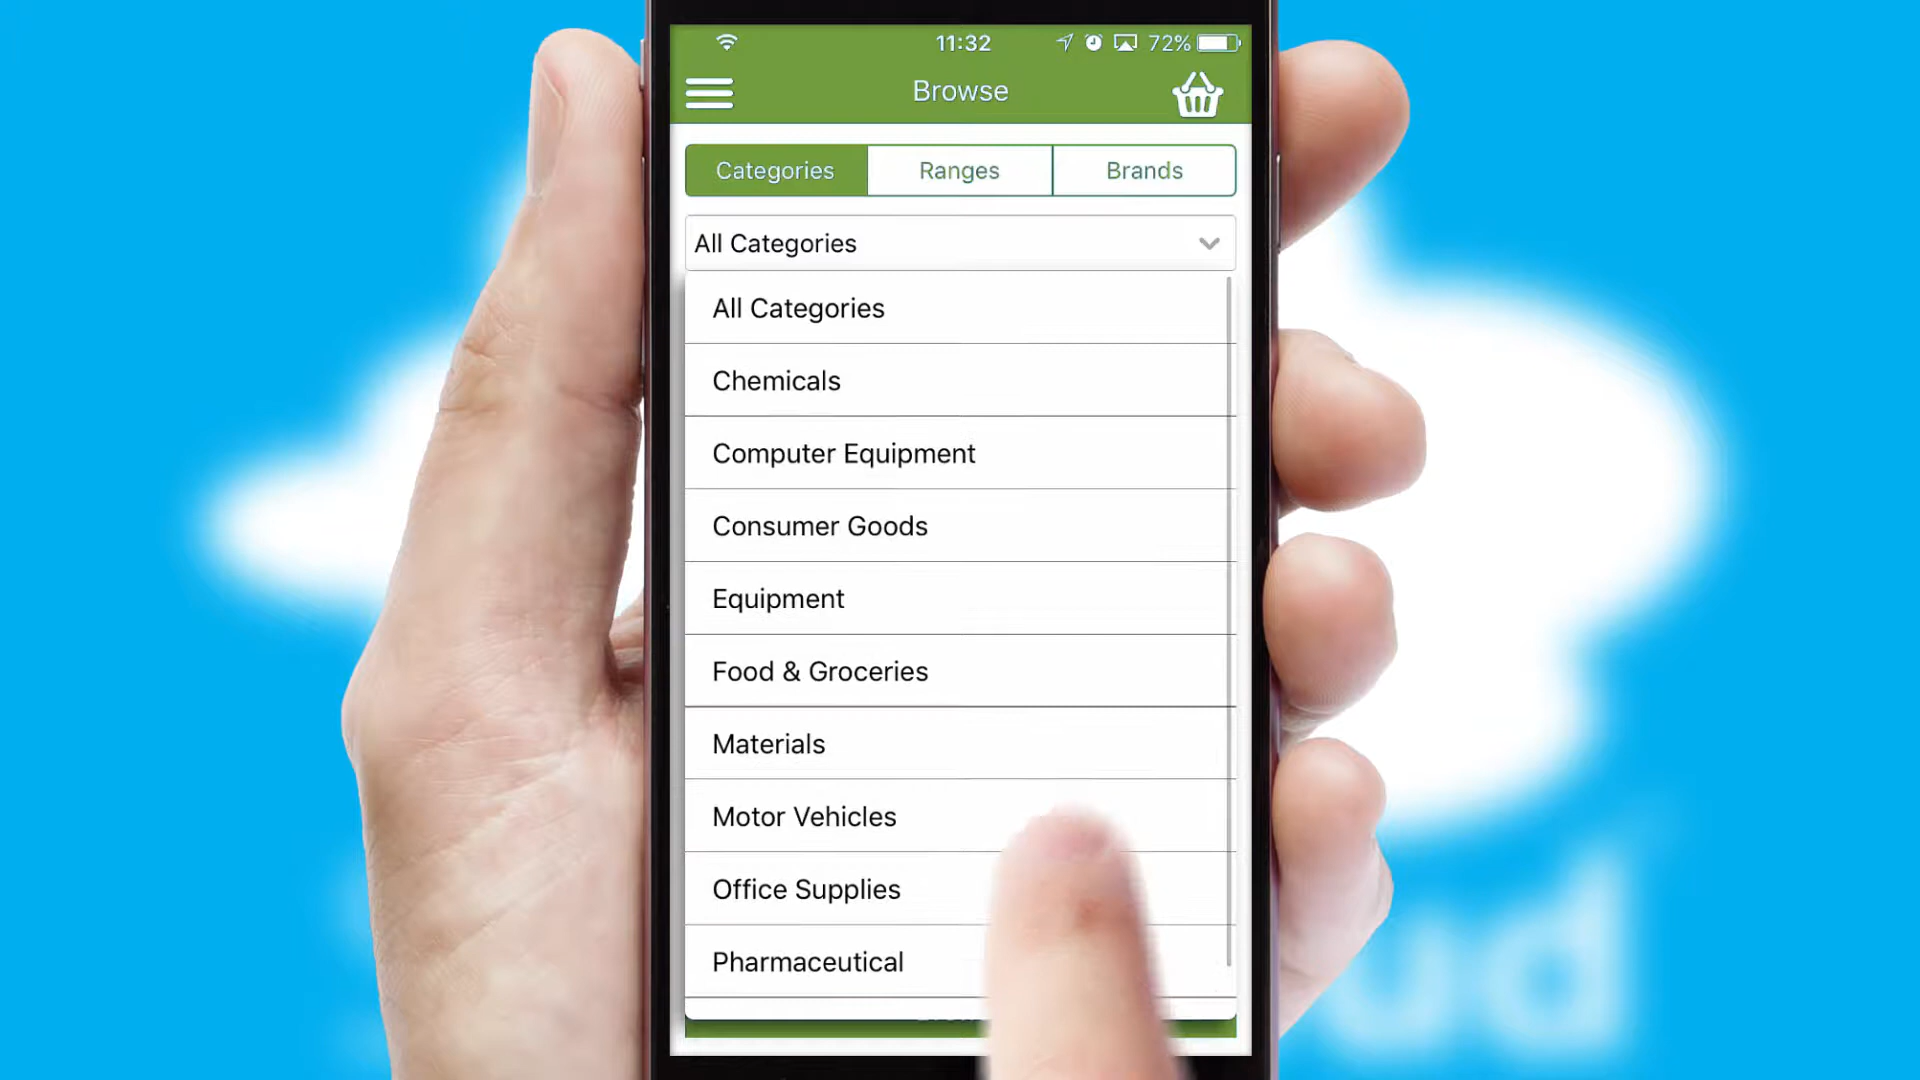 11:32
72%
Browse
Categories
Ranges
Brands
All Categories
All Categories
Chemicals
Computer Equipment
Consumer Goods
Equipment
Food & Groceries
Materials
Motor Vehicles
Office Supplies
Pharmaceutical
ud